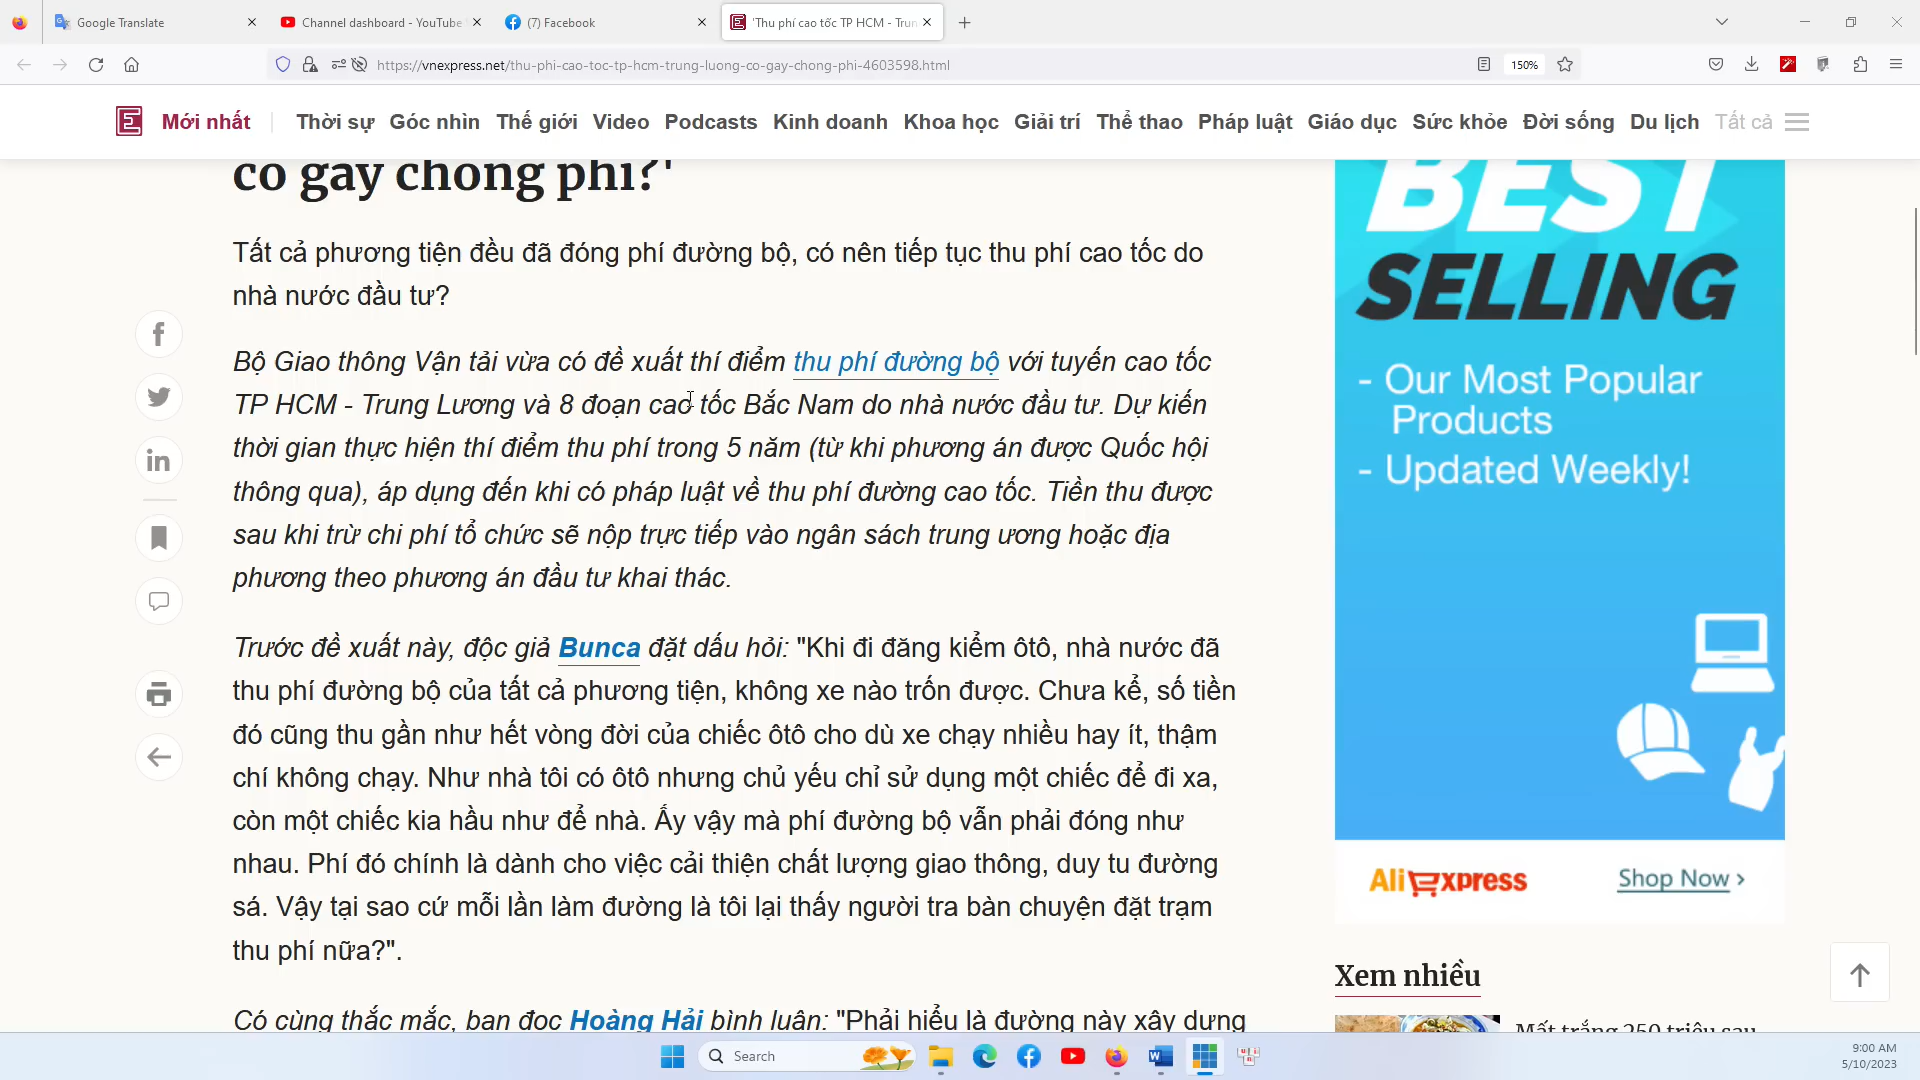 Google Translate
Channel dashboard - YouTube
(7) Facebook
'Thu phí cao tốc TP HCM - Trun
https://vnexpress.net/thu-phi-cao-toc-tp-hcm-trung-luong-co-gay-chong-phi-4603598.html
150%
Mới nhất
Thời sự
Góc nhìn
Thế giới
Video
Podcasts
Kinh doanh
Khoa học
Giải trí
Thể thao
Pháp luật
Giáo dục
Sức khỏe
Đời sống
Du lịch
Tất cả
có gây chồng phí?'
Tất cả phương tiện đều đã đóng phí đường bộ, có nên tiếp tục thu phí cao tốc do
nhà nước đầu tư?
Bộ Giao thông Vận tải vừa có đề xuất thí điểm thu phí đường bộ với tuyến cao tốc
TP HCM - Trung Lương và 8 đoạn cao tốc Bắc Nam do nhà nước đầu tư. Dự kiến
thời gian thực hiện thí điểm thu phí trong 5 năm (từ khi phương án được Quốc hội
thông qua), áp dụng đến khi có pháp luật về thu phí đường cao tốc. Tiền thu được
sau khi trừ chi phí tổ chức sẽ nộp trực tiếp vào ngân sách trung ương hoặc địa
phương theo phương án đầu tư khai thác.
Trước đề xuất này, độc giả Bunca đặt dấu hỏi: "Khi đi đăng kiểm ôtô, nhà nước đã
thu phí đường bộ của tất cả phương tiện, không xe nào trốn được. Chưa kể, số tiền
đó cũng thu gần như hết vòng đời của chiếc ôtô cho dù xe chạy nhiều hay ít, thậm
chí không chạy. Như nhà tôi có ôtô nhưng chủ yếu chỉ sử dụng một chiếc để đi xa,
còn một chiếc kia hầu như để nhà. Ấy vậy mà phí đường bộ vẫn phải đóng như
nhau. Phí đó chính là dành cho việc cải thiện chất lượng giao thông, duy tu đường
sá. Vậy tại sao cứ mỗi lần làm đường là tôi lại thấy người tra bàn chuyện đặt trạm
thu phí nữa?".
Có cùng thắc mắc, bạn đọc Hoàng Hải bình luận: "Phải hiểu là đường này xây dựng
BEST
SELLING
- Our Most Popular
Products
- Updated Weekly!
AliExpress
Shop Now >
Xem nhiều
Mất trắng 250 triệu sau
Search
9:00 AM
5/10/2023